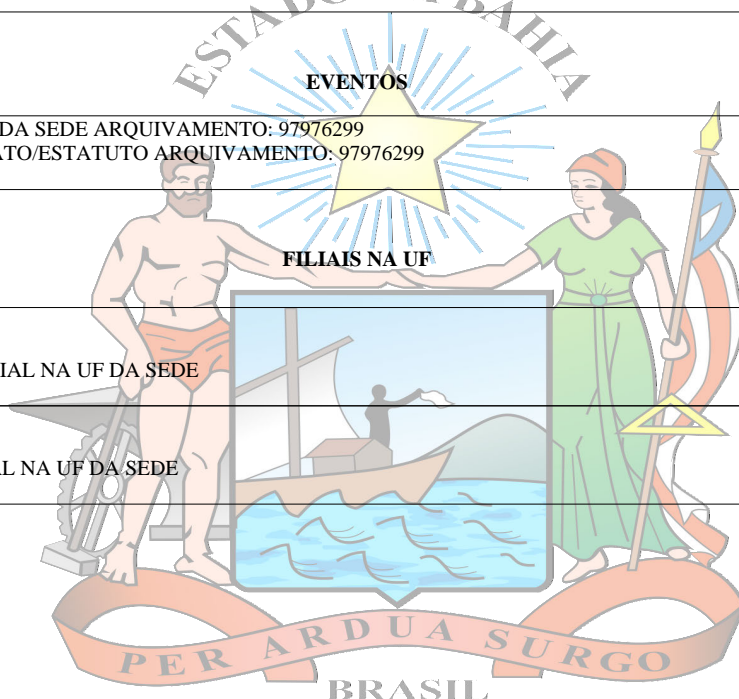 ESTADO DA BAHIA
EVENTOS
DA SEDE ARQUIVAMENTO: 97976299
ATO/ESTATUTO ARQUIVAMENTO: 97976299
FILIAIS NA UF
IAL NA UF DA SEDE
AL NA UF DA SEDE
PER ARDUA SURGO
BRASIL